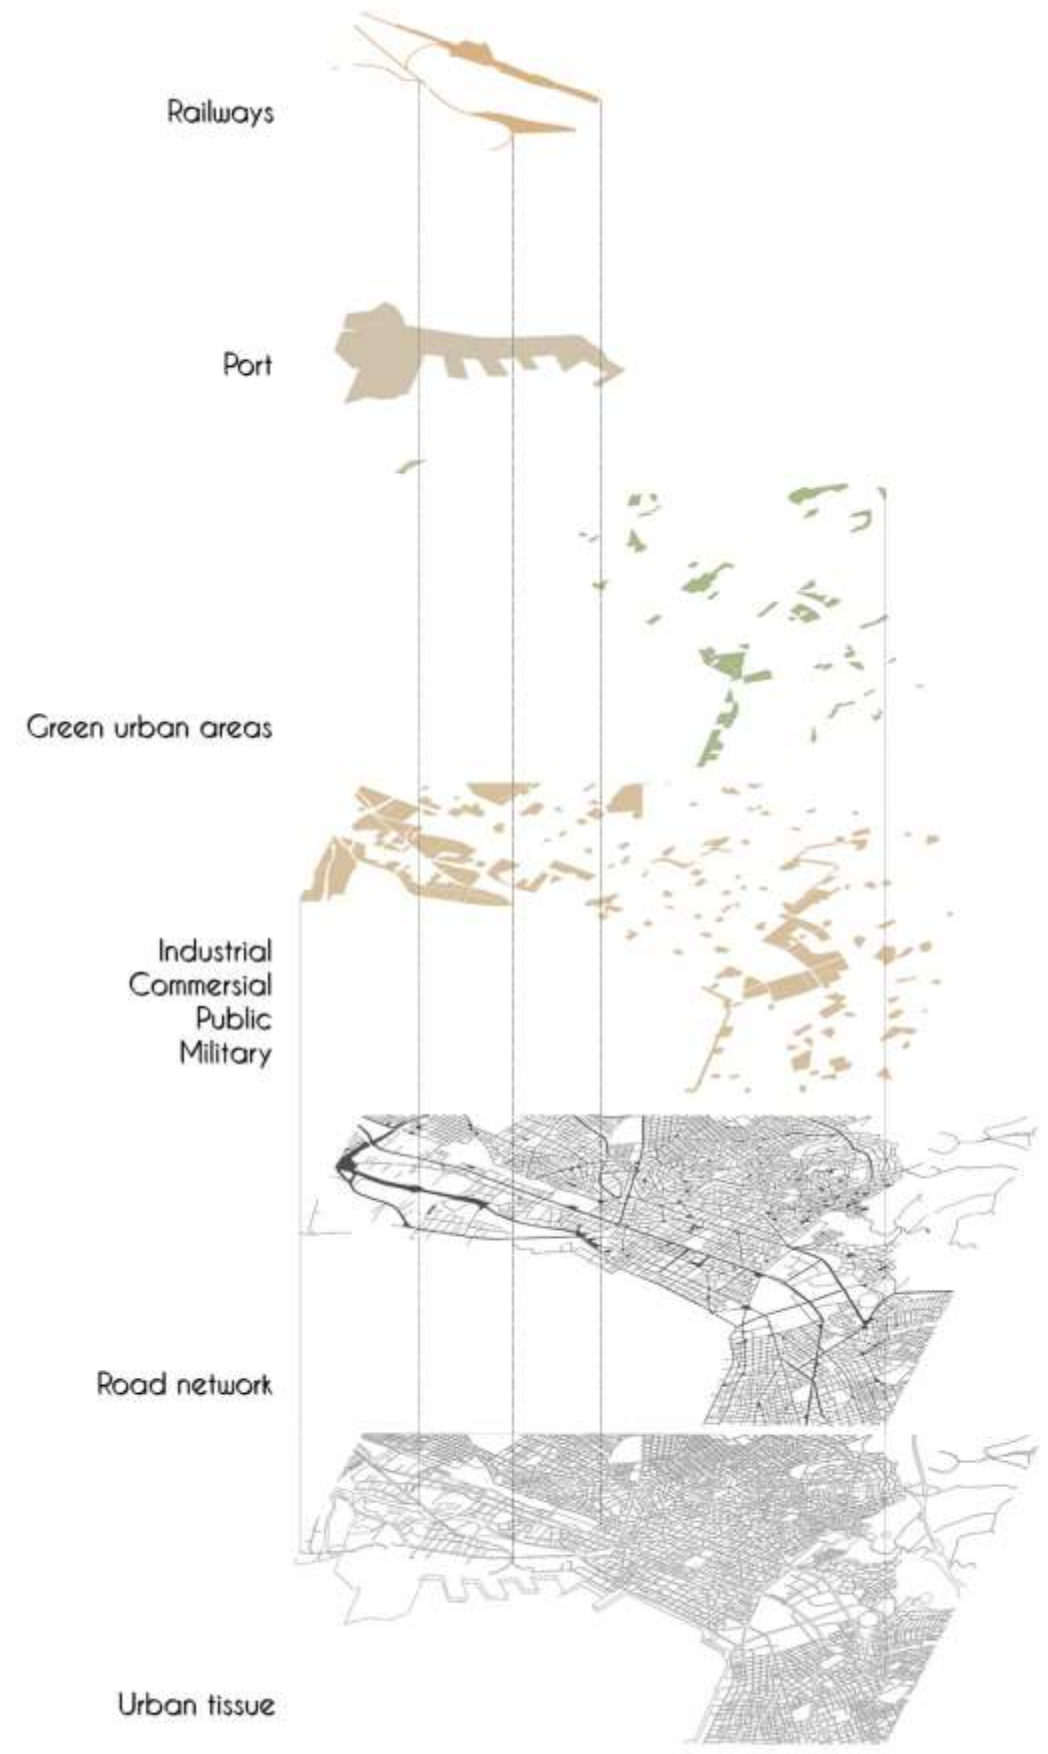 Railways
Port
Green urban areas
Industrial
Commersial
Public
Military
Road network
Urban tissue